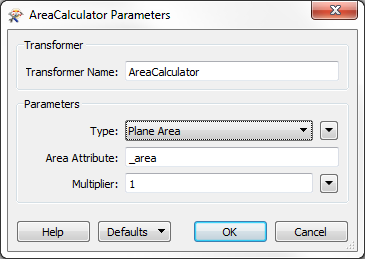 AreaCalculator Parameters
Transformer
Transformer Name: AreaCalculator
Parameters
Type: Plane Area
Area Attribute: _area
Multiplier: 1
Help Defaults OK Cancel